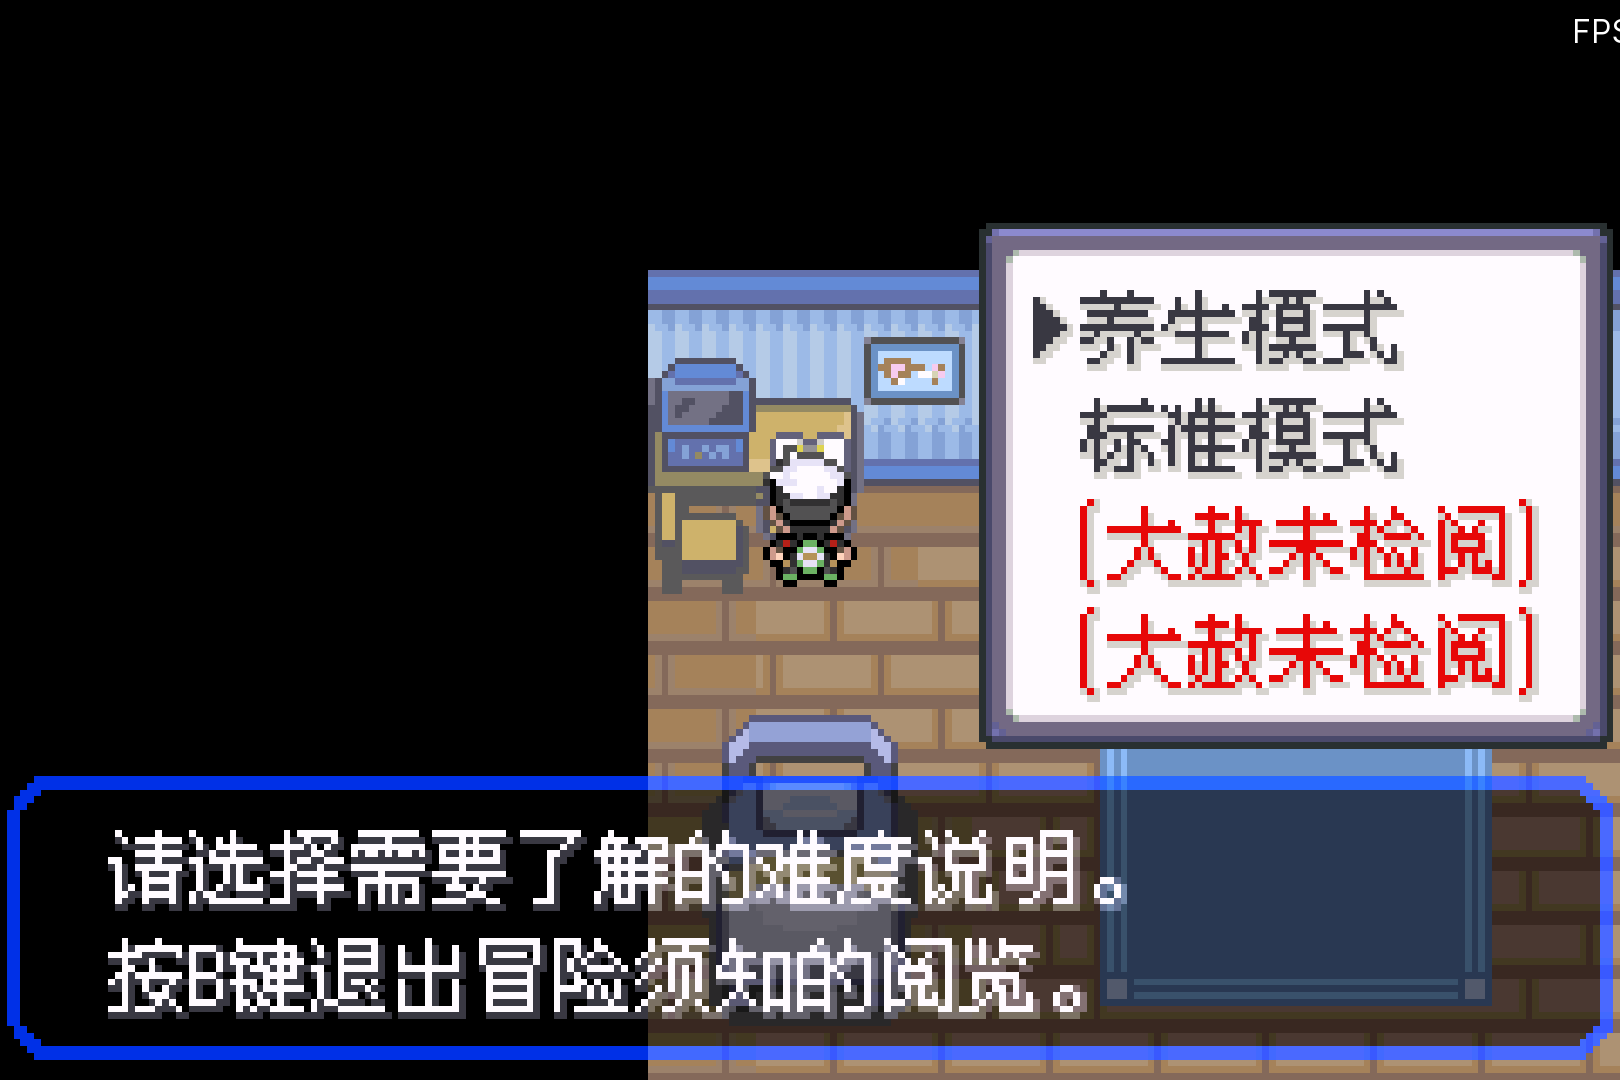 FPS
养生模式
标准模式
[大赦未检阅]
[大赦未检阅]
请选择需要了解的难度说明。
按B键退出冒险须知的阅览。